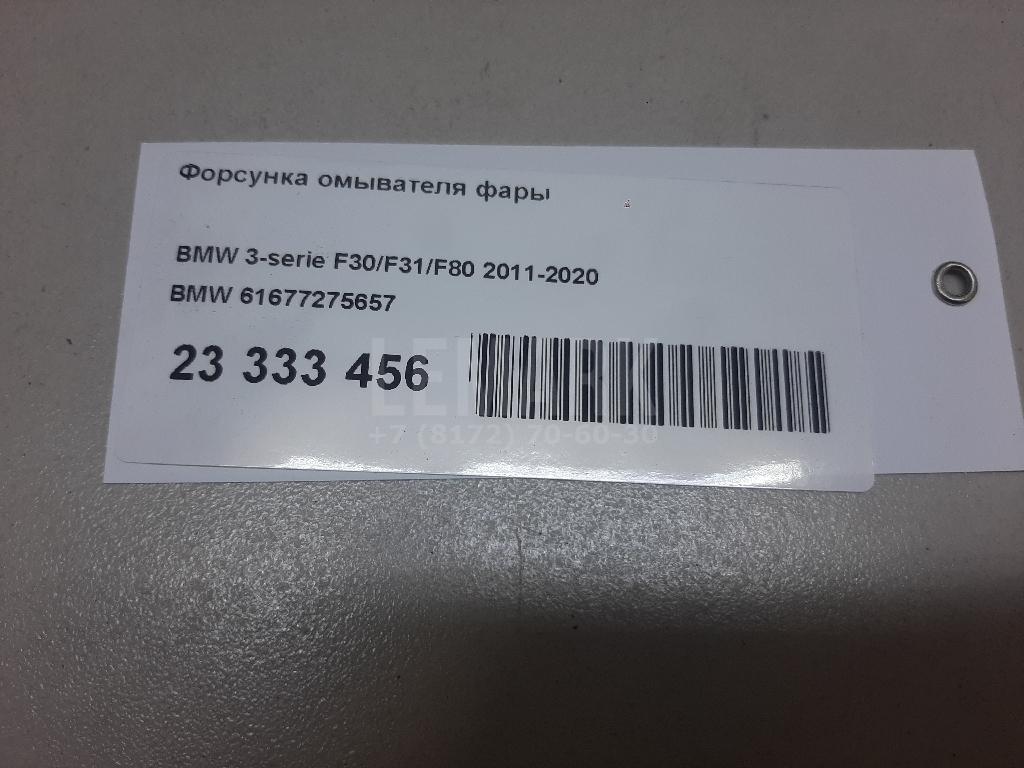 Форсунка омывателя фары
BMW 3-serie F30/F31/F80 2011-2020
BMW 61677275657
23 333 456
+7 (8172) 70-60-30